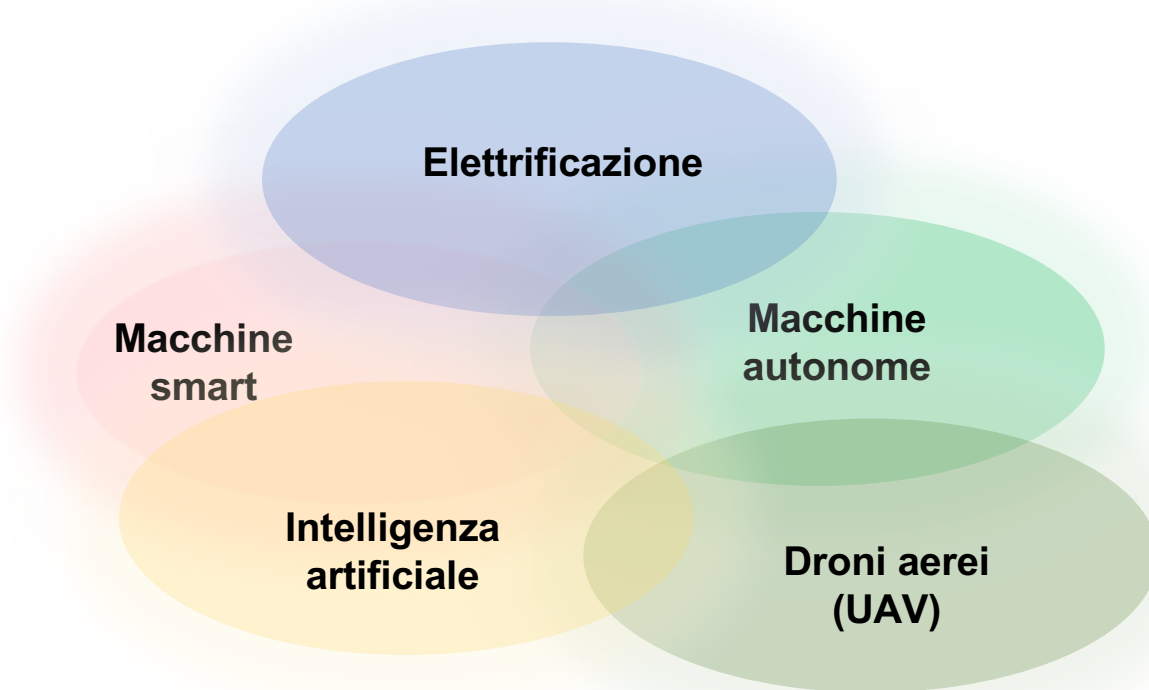 Elettrificazione
Macchine
smart
Macchine
autonome
Intelligenza
artificiale
Droni aerei
(UAV)